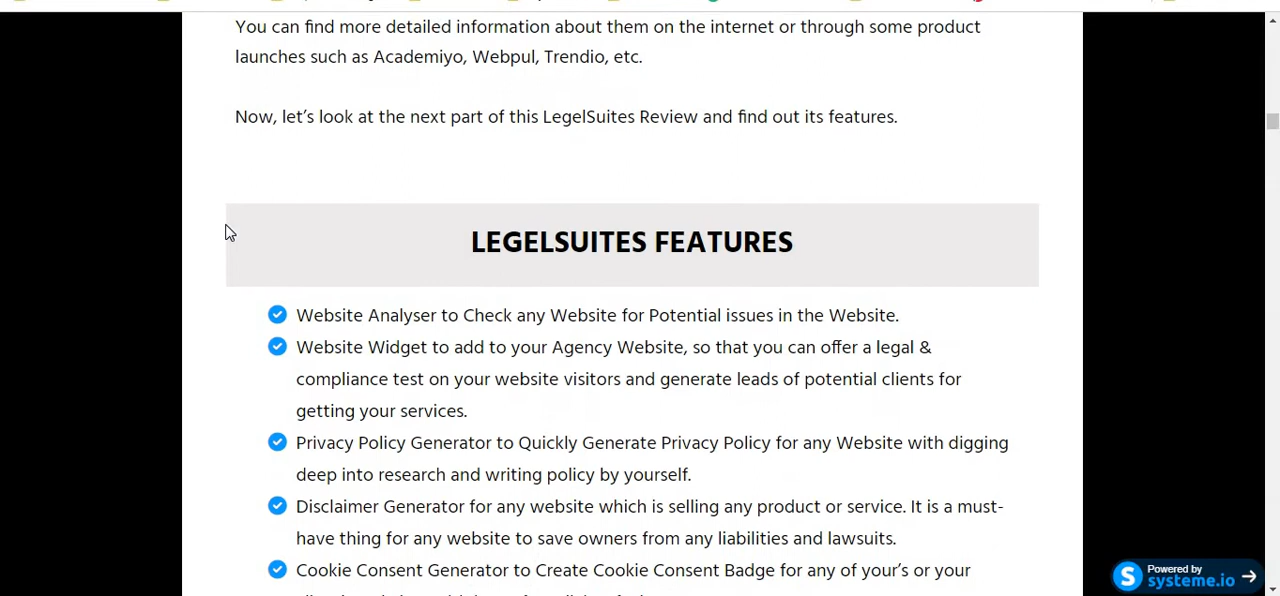 You can find more detailed information about them on the internet or through some product
launches such as Academiyo, Webpul, Trendio, etc.
Now, let’s look at the next part of this LegelSuites Review and find out its features.
LEGELSUITES FEATURES
Website Analyser to Check any Website for Potential issues in the Website.
Website Widget to add to your Agency Website, so that you can offer a legal &
compliance test on your website visitors and generate leads of potential clients for
getting your services.
Privacy Policy Generator to Quickly Generate Privacy Policy for any Website with digging
deep into research and writing policy by yourself.
Disclaimer Generator for any website which is selling any product or service. It is a must-
have thing for any website to save owners from any liabilities and lawsuits.
Cookie Consent Generator to Create Cookie Consent Badge for any of your’s or your
Powered by
systeme.io